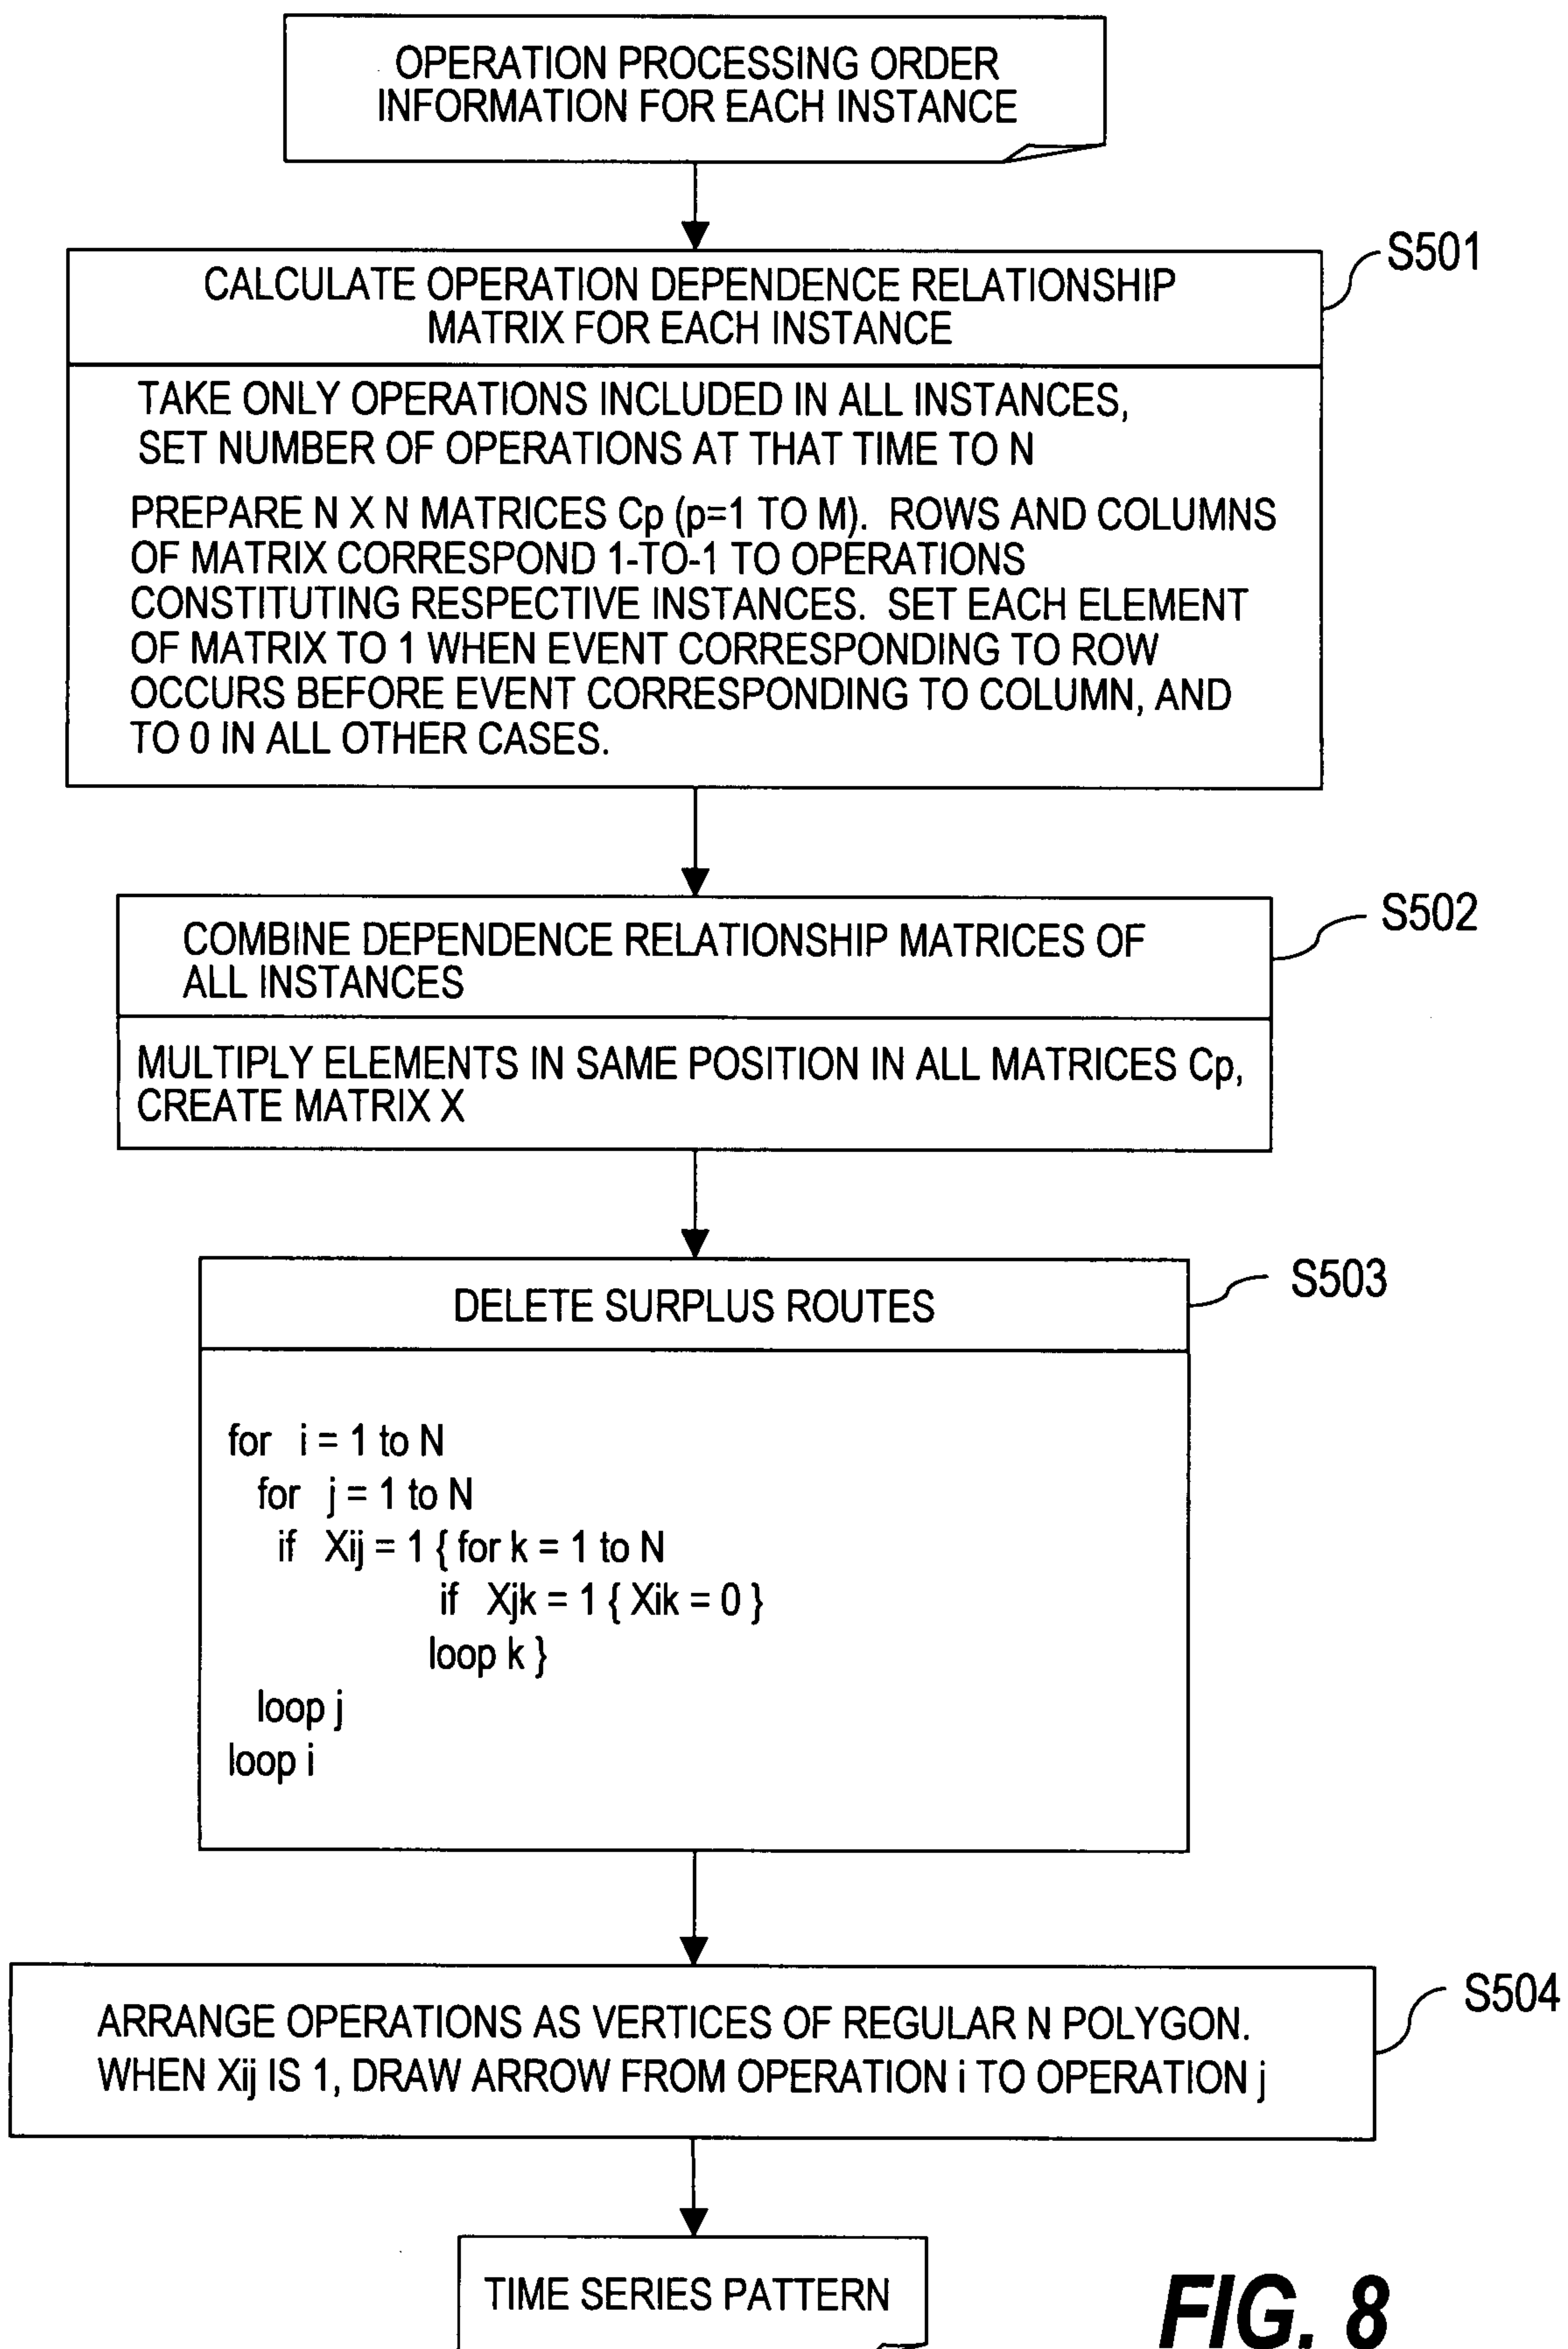 OPERATION PROCESSING ORDER
INFORMATION FOR EACH INSTANCE
S501
CALCULATE OPERATION DEPENDENCE RELATIONSHIP
MATRIX FOR EACH INSTANCE
TAKE ONLY OPERATIONS INCLUDED IN ALL INSTANCES,
SET NUMBER OF OPERATIONS AT THAT TIME TO N
PREPARE N X N MATRICES Cp (p=1 TO M). ROWS AND COLUMNS
OF MATRIX CORRESPOND 1-TO-1 TO OPERATIONS
CONSTITUTING RESPECTIVE INSTANCES. SET EACH ELEMENT
OF MATRIX TO 1 WHEN EVENT CORRESPONDING TO ROW
OCCURS BEFORE EVENT CORRESPONDING TO COLUMN, AND
TO 0 IN ALL OTHER CASES.
S502
COMBINE DEPENDENCE RELATIONSHIP MATRICES OF
ALL INSTANCES
MULTIPLY ELEMENTS IN SAME POSITION IN ALL MATRICES Cp,
CREATE MATRIX X
S503
DELETE SURPLUS ROUTES
for i = 1 to N
for j = 1 to N
if Xij = 1 { for k = 1 to N
if Xjk = 1 { Xik = 0 }
loop k }
loop j
loop i
S504
ARRANGE OPERATIONS AS VERTICES OF REGULAR N POLYGON.
WHEN Xij IS 1, DRAW ARROW FROM OPERATION i TO OPERATION j
TIME SERIES PATTERN
FIG. 8